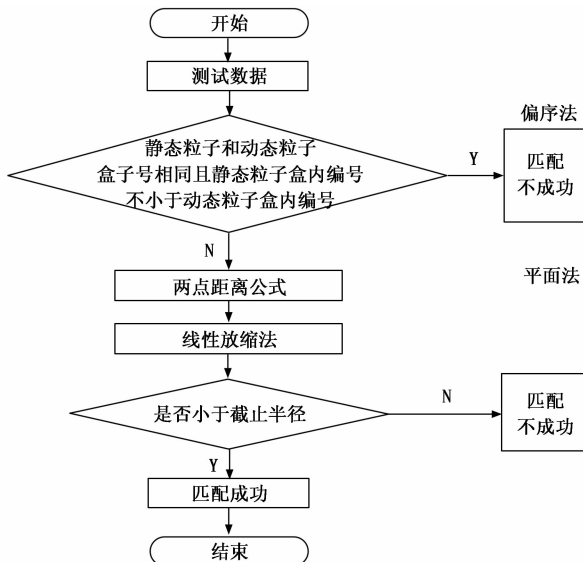 开始
测试数据
偏序法
静态粒子和动态粒子
盒子号相同且静态粒子盒内编号
不小于动态粒子盒内编号
Y
匹配
不成功
N
平面法
两点距离公式
线性放缩法
是否小于截止半径
N
匹配
不成功
Y
匹配成功
结束